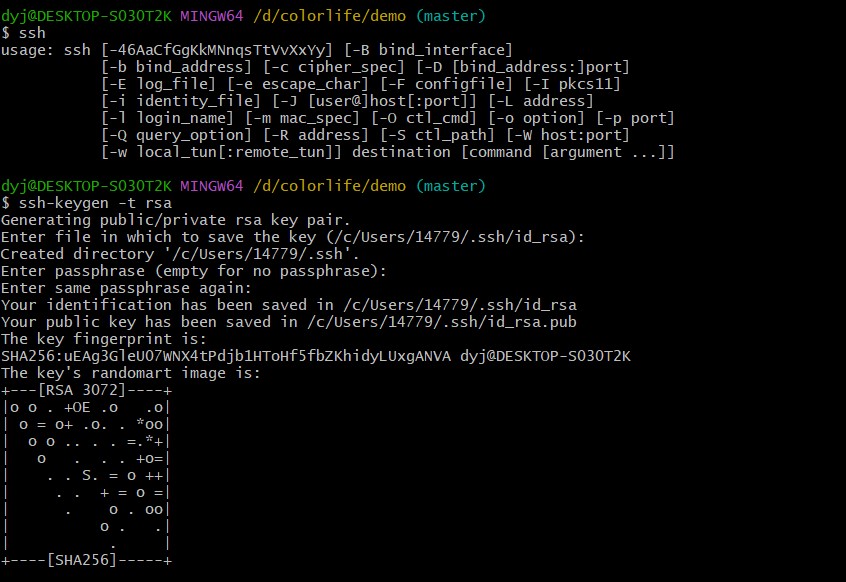 dyj@DESKTOP-S03OT2K MINGW64 /d/colorlife/demo (master)
$ ssh
usage: ssh [-46AaCfGgKkMNnqsTtVvXxYy] [-B bind_interface]
           [-b bind_address] [-c cipher_spec] [-D [bind_address:]port]
           [-E log_file] [-e escape_char] [-F configfile] [-I pkcs11]
           [-i identity_file] [-J [user@]host[:port]] [-L address]
           [-l login_name] [-m mac_spec] [-O ctl_cmd] [-o option] [-p port]
           [-Q query_option] [-R address] [-S ctl_path] [-W host:port]
           [-w local_tun[:remote_tun]] destination [command [argument ...]]
dyj@DESKTOP-S03OT2K MINGW64 /d/colorlife/demo (master)
$ ssh-keygen -t rsa
Generating public/private rsa key pair.
Enter file in which to save the key (/c/Users/14779/.ssh/id_rsa):
Created directory '/c/Users/14779/.ssh'.
Enter passphrase (empty for no passphrase):
Enter same passphrase again:
Your identification has been saved in /c/Users/14779/.ssh/id_rsa
Your public key has been saved in /c/Users/14779/.ssh/id_rsa.pub
The key fingerprint is:
SHA256:uEAg3GleU07WNX4tPdjb1HToHf5fbZKhidyLUxgANVA dyj@DESKTOP-S03OT2K
The key's randomart image is:
+---[RSA 3072]----+
|o o . +OE .o   .o|
| o = o+ .o. . *oo|
|  o o .. . . =.*+|
|   o   .  . . +o=|
|    . . S. = o ++|
|     . .  + = o =|
|      .    o . oo|
|          o .   .|
|           .     |
+----[SHA256]-----+